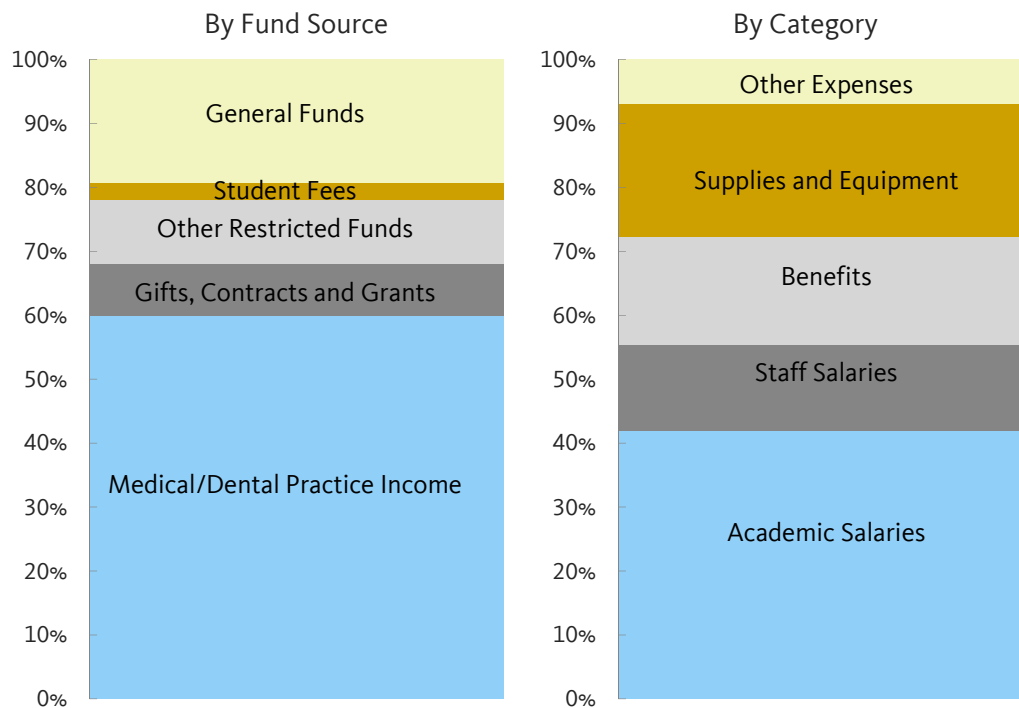 By Fund Source
100%
90%
80%
70%
60%
50%
40%
30%
20%
10%
0%
General Funds
Student Fees
Other Restricted Funds
Gifts, Contracts and Grants
Medical/Dental Practice Income
By Category
100%
90%
80%
70%
60%
50%
40%
30%
20%
10%
0%
Other Expenses
Supplies and Equipment
Benefits
Staff Salaries
Academic Salaries